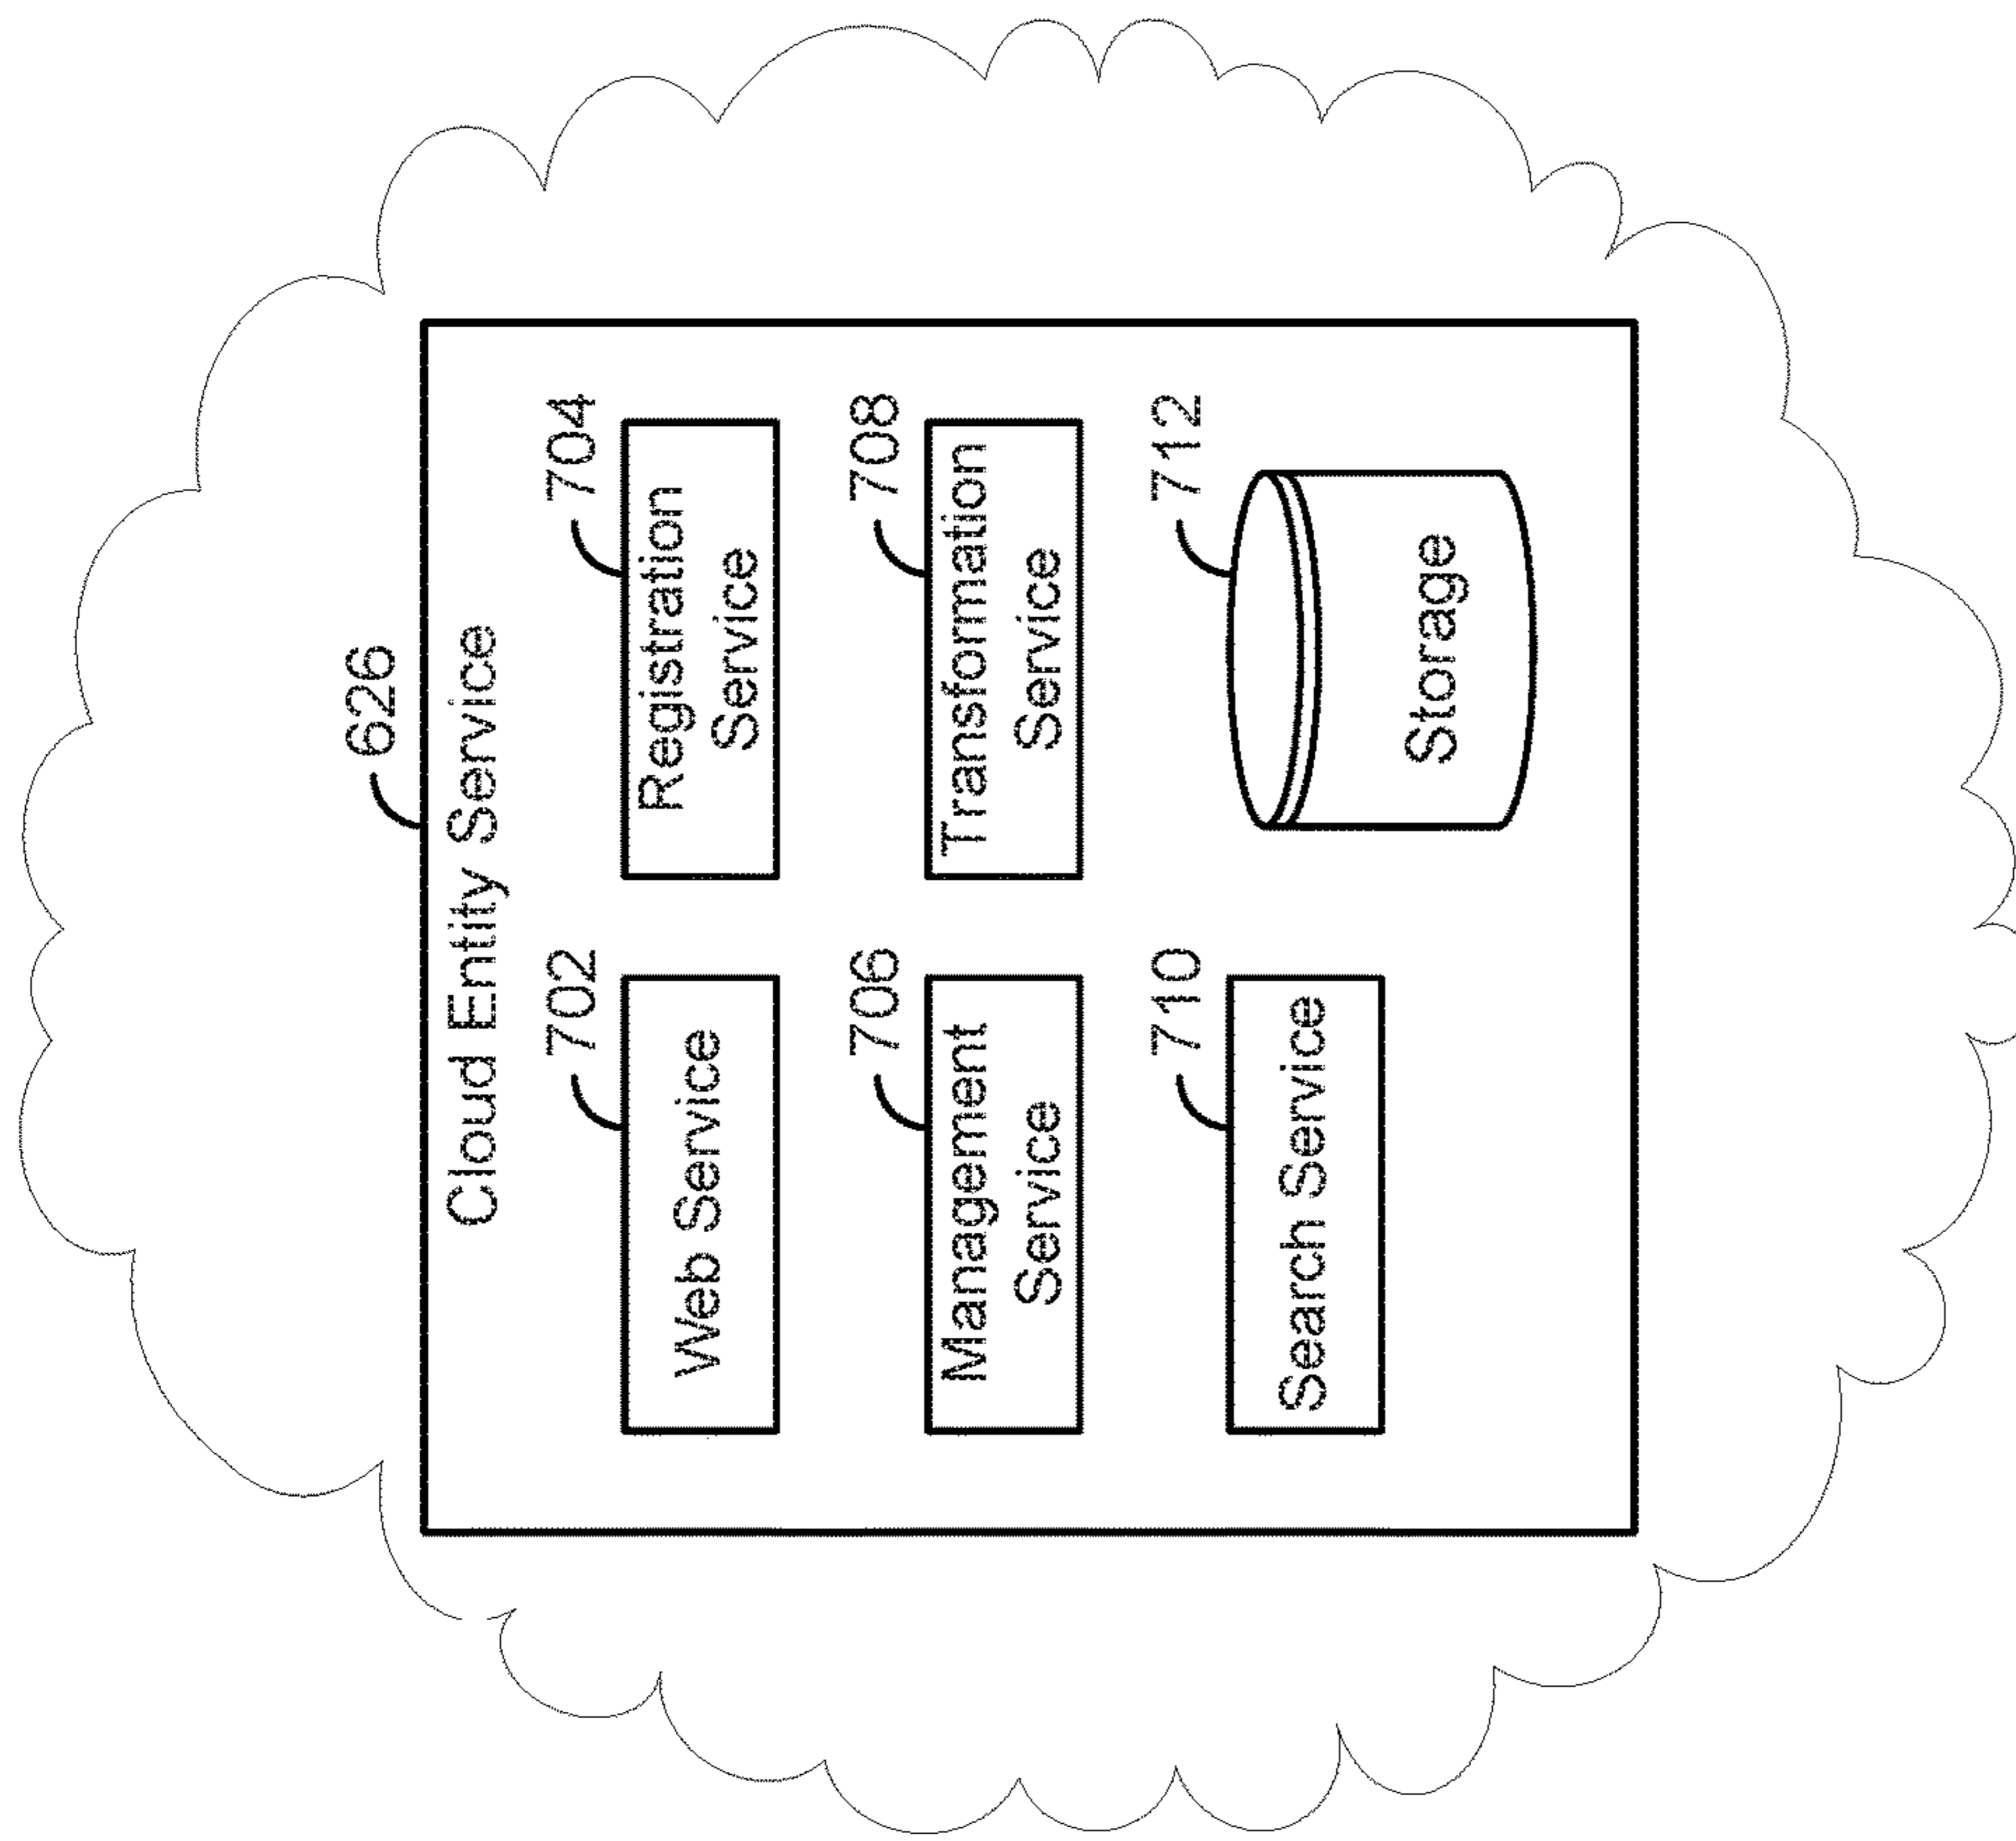 626
Cloud Entity Service
702
704
Web Service
Registration
Service
706
708
Management
Service
Transformation
Service
710
712
Search Service
Storage